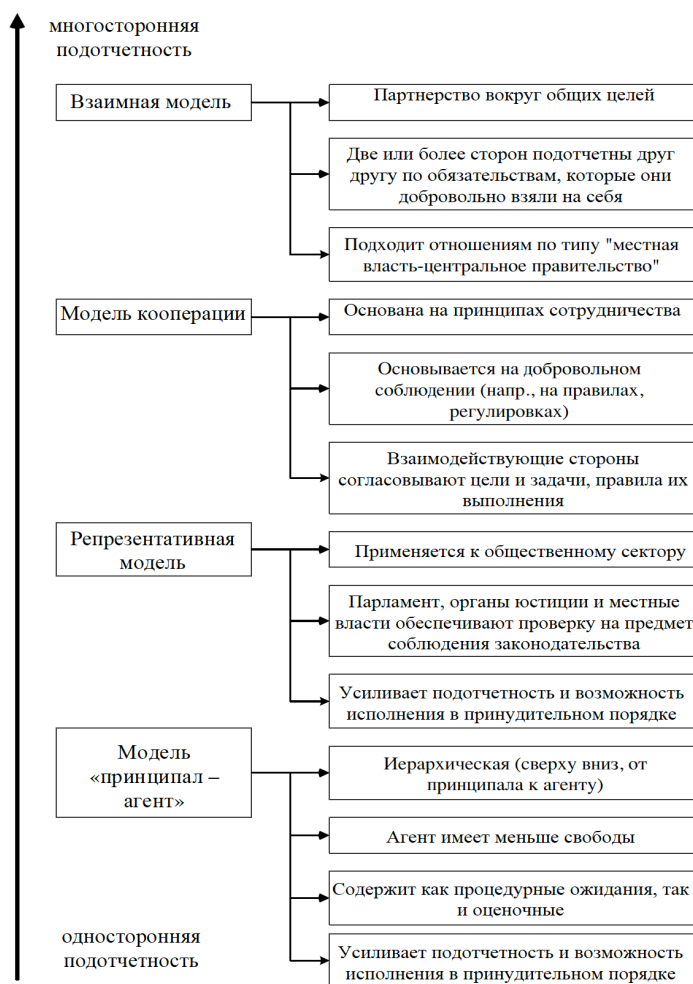 многосторонняя
подотчетность
Взаимная модель
Партнерство вокруг общих целей
Две или более сторон подотчетны друг
другу по обязательствам, которые они
добровольно взяли на себя
Подходит отношениям по типу "местная
власть-центральное правительство"
Модель кооперации
Основана на принципах сотрудничества
Основывается на добровольном
соблюдении (напр., на правилах,
регулировках)
Взаимодействующие стороны
согласовывают цели и задачи, правила их
выполнения
Репрезентативная
модель
Применяется к общественному сектору
Парламент, органы юстиции и местные
власти обеспечивают проверку на предмет
соблюдения законодательства
Усиливает подотчетность и возможность
исполнения в принудительном порядке
Модель
«принципал –
агент»
Иерархическая (сверху вниз, от
принципала к агенту)
Агент имеет меньше свободы
Содержит как процедурные ожидания, так
и оценочные
Усиливает подотчетность и возможность
исполнения в принудительном порядке
односторонняя
подотчетность